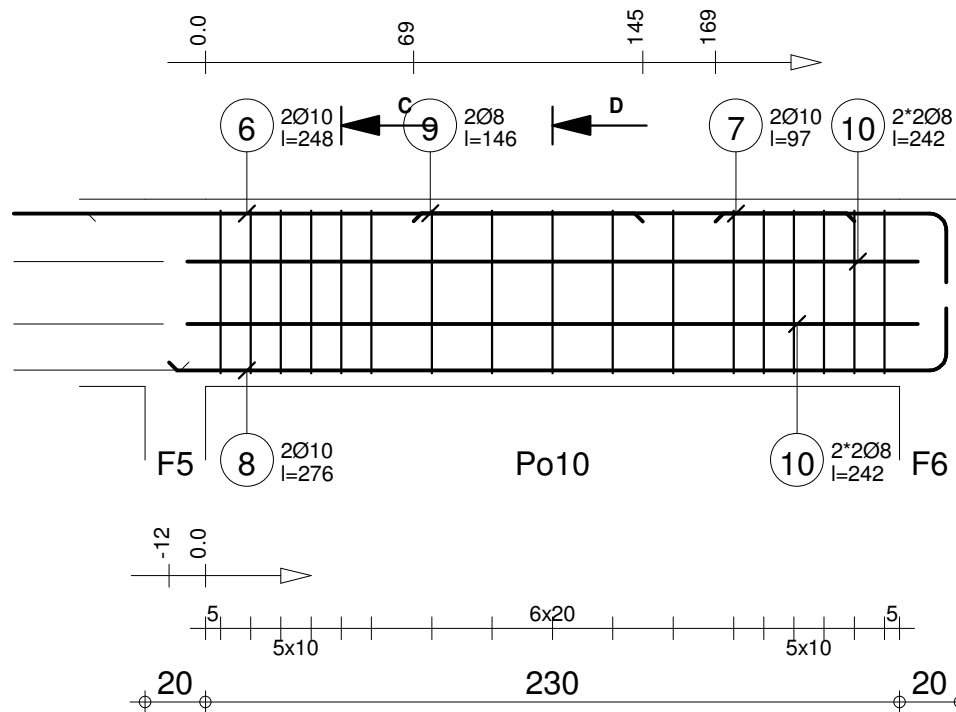 0.0 69 145 169
C D
6 2Ø10
l=248
9 2Ø8
l=146
7 2Ø10
l=97
10 2*2Ø8
l=242
8 2Ø10
l=276
10 2*2Ø8
l=242
F5 Po10 F6
-12 0.0
5 6x20 5
5x10 5x10
20 230 20